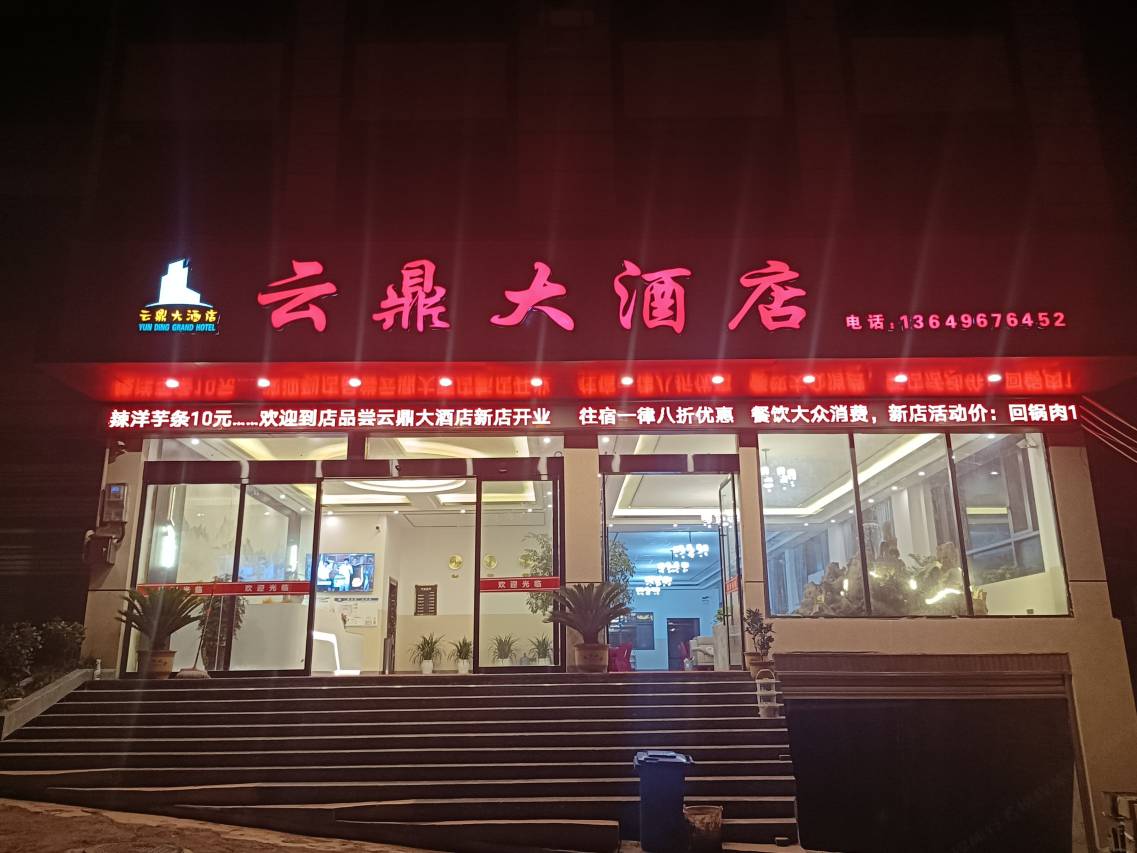 云鼎大酒店
云鼎大酒店
YUN DING GRAND HOTEL
电话:13649676452
辣洋芋条10元……欢迎到店品尝云鼎大酒店新店开业 往宿一律八折优惠 餐饮大众消费，新店活动价：回锅肉1
光临
欢迎光临
欢迎光临